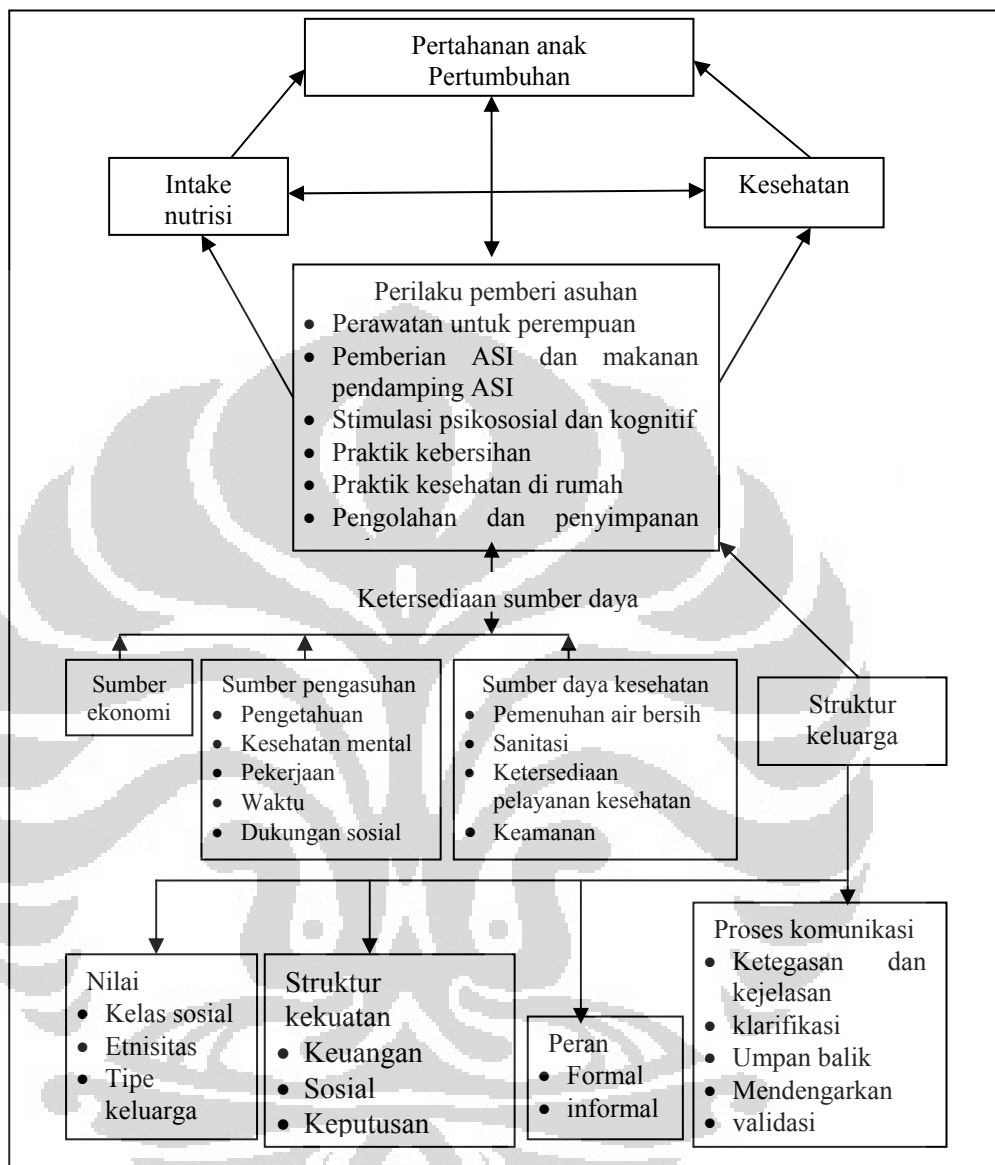 Pertahanan anak
Pertumbuhan
Intake
nutrisi
Kesehatan
Perilaku pemberi asuhan
• Perawatan untuk perempuan
• Pemberian ASI dan makanan
pendamping ASI
• Stimulasi psikososial dan kognitif
• Praktik kebersihan
• Praktik kesehatan di rumah
• Pengolahan dan penyimpanan
Ketersediaan sumber daya
Sumber
ekonomi
Sumber pengasuhan
• Pengetahuan
• Kesehatan mental
• Pekerjaan
• Waktu
• Dukungan sosial
Sumber daya kesehatan
• Pemenuhan air bersih
• Sanitasi
• Ketersediaan
pelayanan kesehatan
• Keamanan
Struktur
keluarga
Nilai
• Kelas sosial
• Etnisitas
• Tipe
keluarga
Struktur
kekuatan
• Keuangan
• Sosial
• Keputusan
Peran
• Formal
• informal
Proses komunikasi
• Ketegasan dan
kejelasan
• klarifikasi
• Umpan balik
• Mendengarkan
• validasi